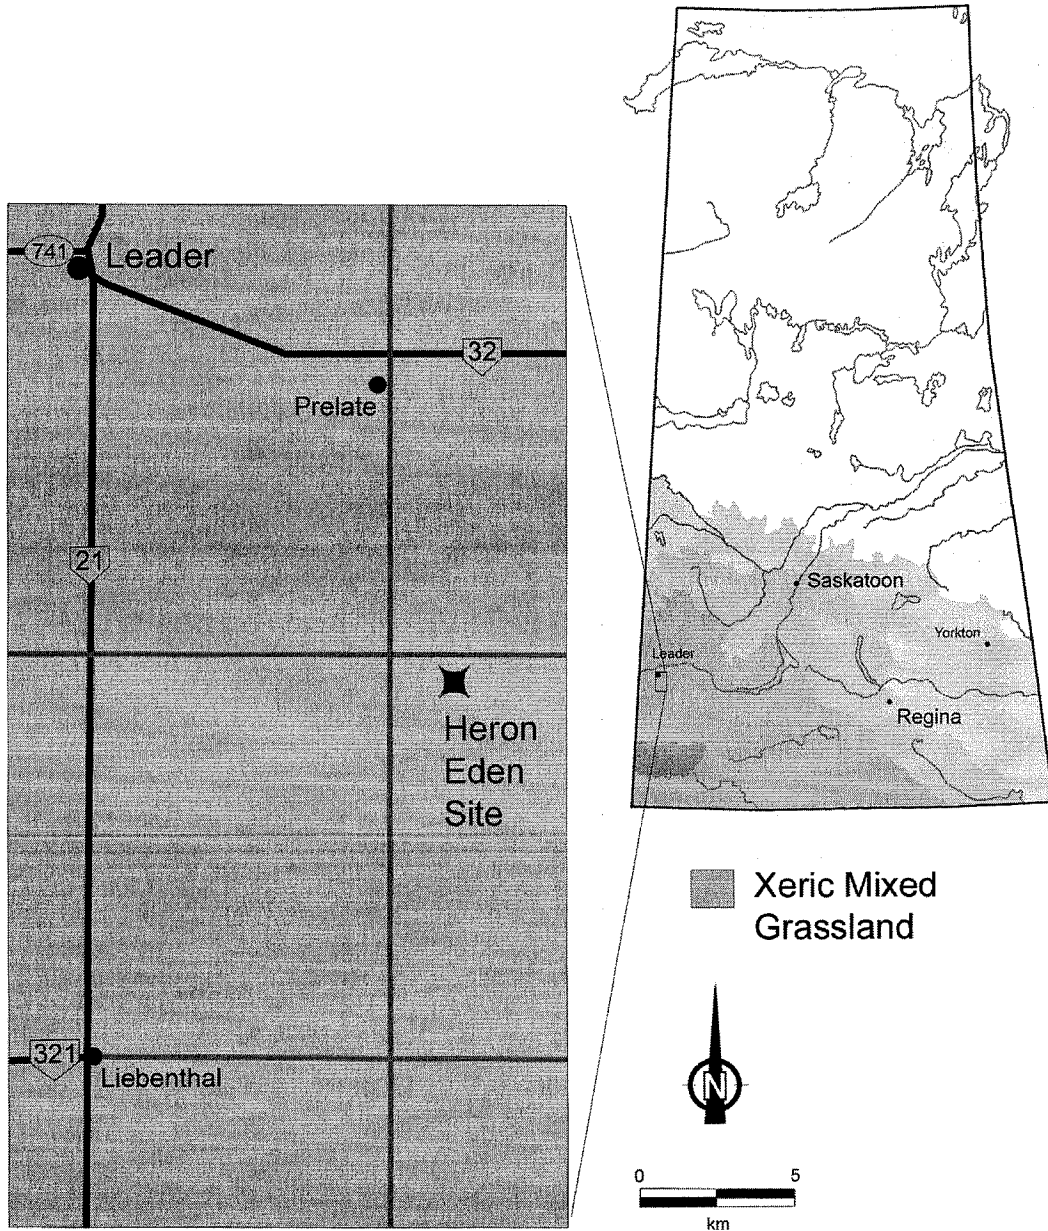 741
Leader
32
Prelate
21
Heron
Eden
Site
321
Liebenthal
Saskatoon
Yorkton
Leader
Regina
Xeric Mixed
Grassland
N
0 5
km